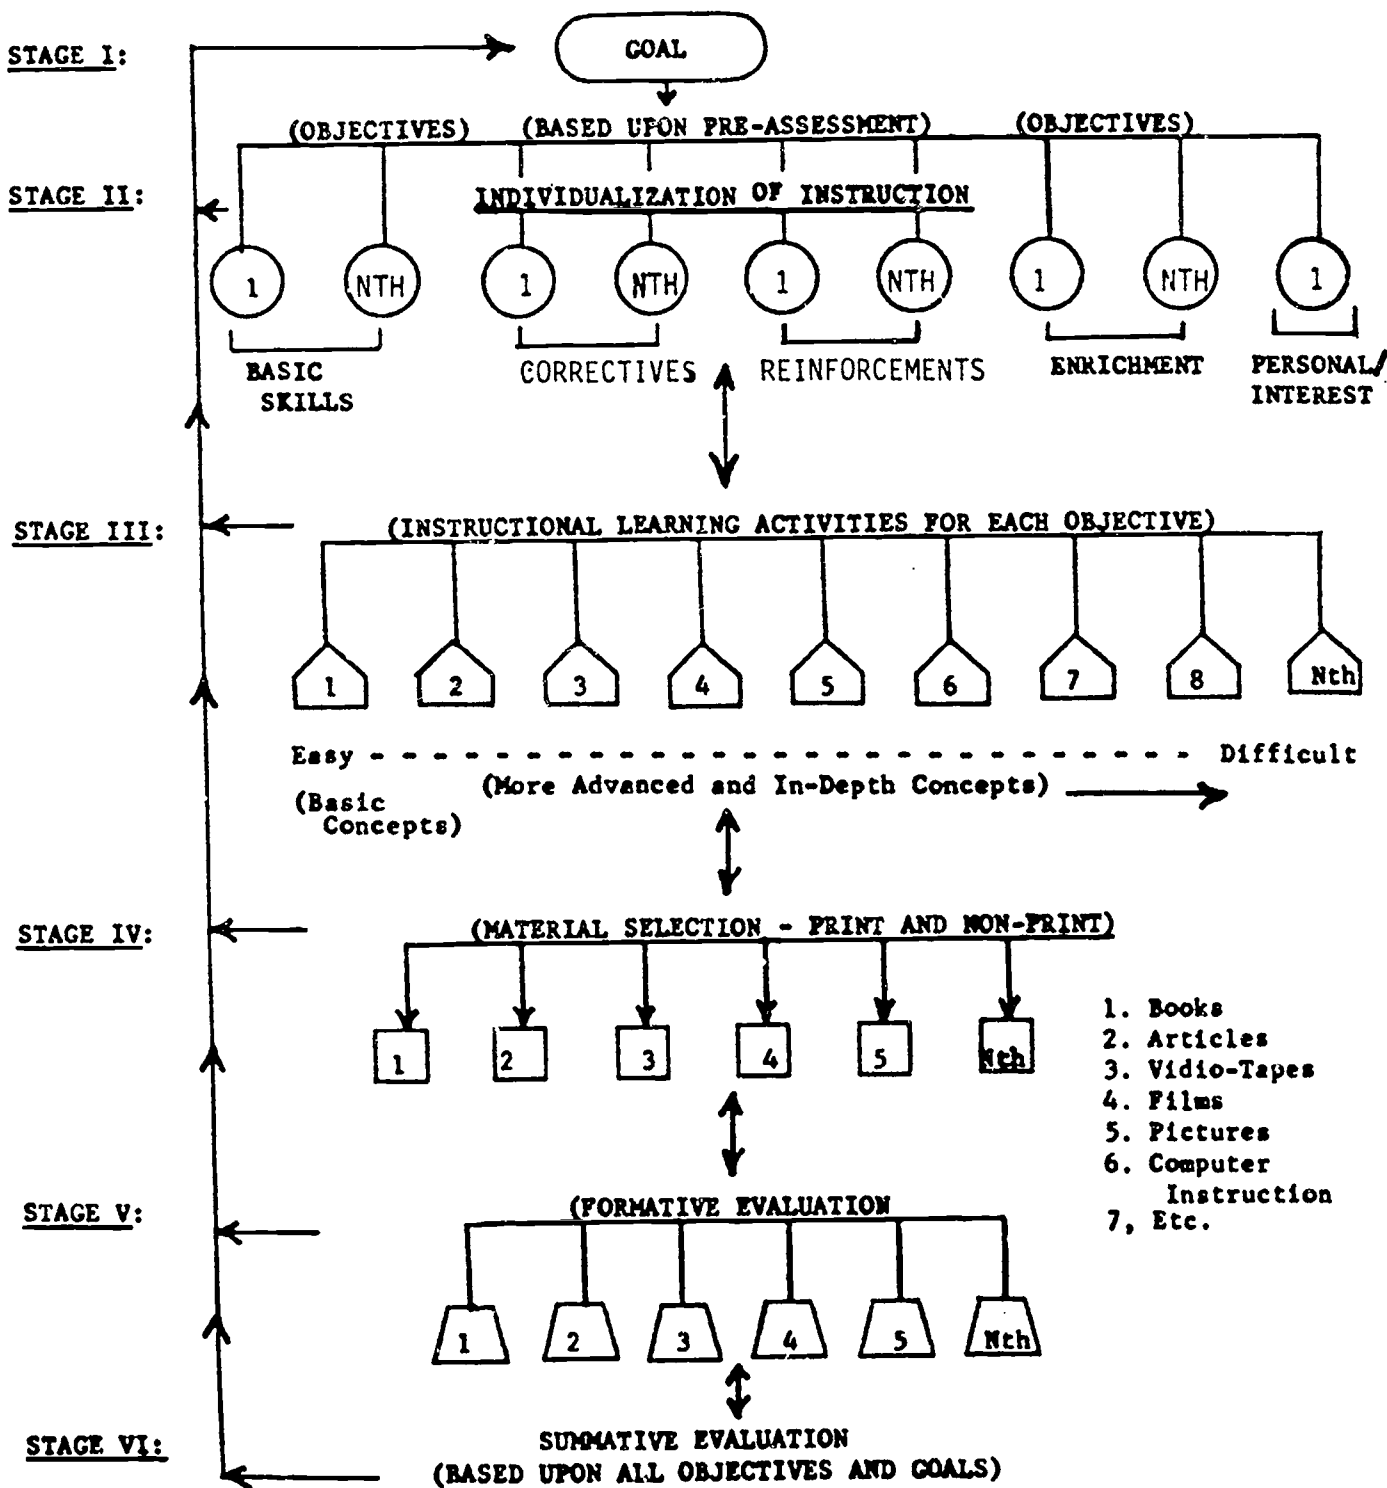 STAGE I:
GOAL
(OBJECTIVES) (BASED UPON PRE-ASSESSMENT) (OBJECTIVES)
STAGE II:
INDIVIDUALIZATION OF INSTRUCTION
1 NTH 1 NTH 1 NTH 1 NTH 1
BASIC SKILLS
CORRECTIVES
REINFORCEMENTS
ENRICHMENT
PERSONAL/
INTEREST
STAGE III:
(INSTRUCTIONAL LEARNING ACTIVITIES FOR EACH OBJECTIVE)
1 2 3 4 5 6 7 8 Nth
Easy - - - - - - - - - - - - - - - - - - - - - - - - - - - Difficult
(Basic
Concepts)
(More Advanced and In-Depth Concepts)
STAGE IV:
(MATERIAL SELECTION - PRINT AND NON-PRINT)
1 2 3 4 5 Nth
1. Books
2. Articles
3. Vidio-Tapes
4. Films
5. Pictures
6. Computer
Instruction
7, Etc.
STAGE V:
(FORMATIVE EVALUATION
1 2 3 4 5 Nth
STAGE VI:
SUMMATIVE EVALUATION
(BASED UPON ALL OBJECTIVES AND GOALS)